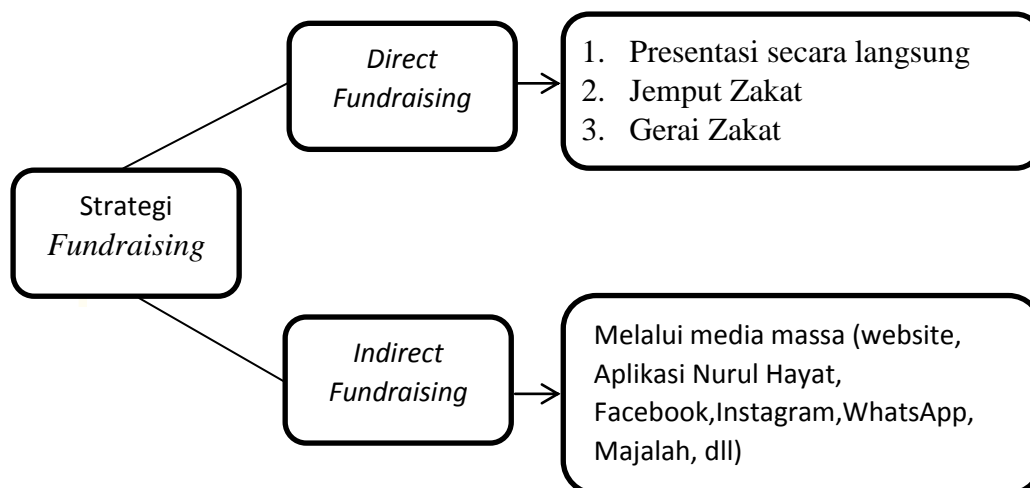 Strategi
Fundraising
Direct
Fundraising
1. Presentasi secara langsung
2. Jemput Zakat
3. Gerai Zakat
Indirect
Fundraising
Melalui media massa (website,
Aplikasi Nurul Hayat,
Facebook,Instagram,WhatsApp,
Majalah, dll)